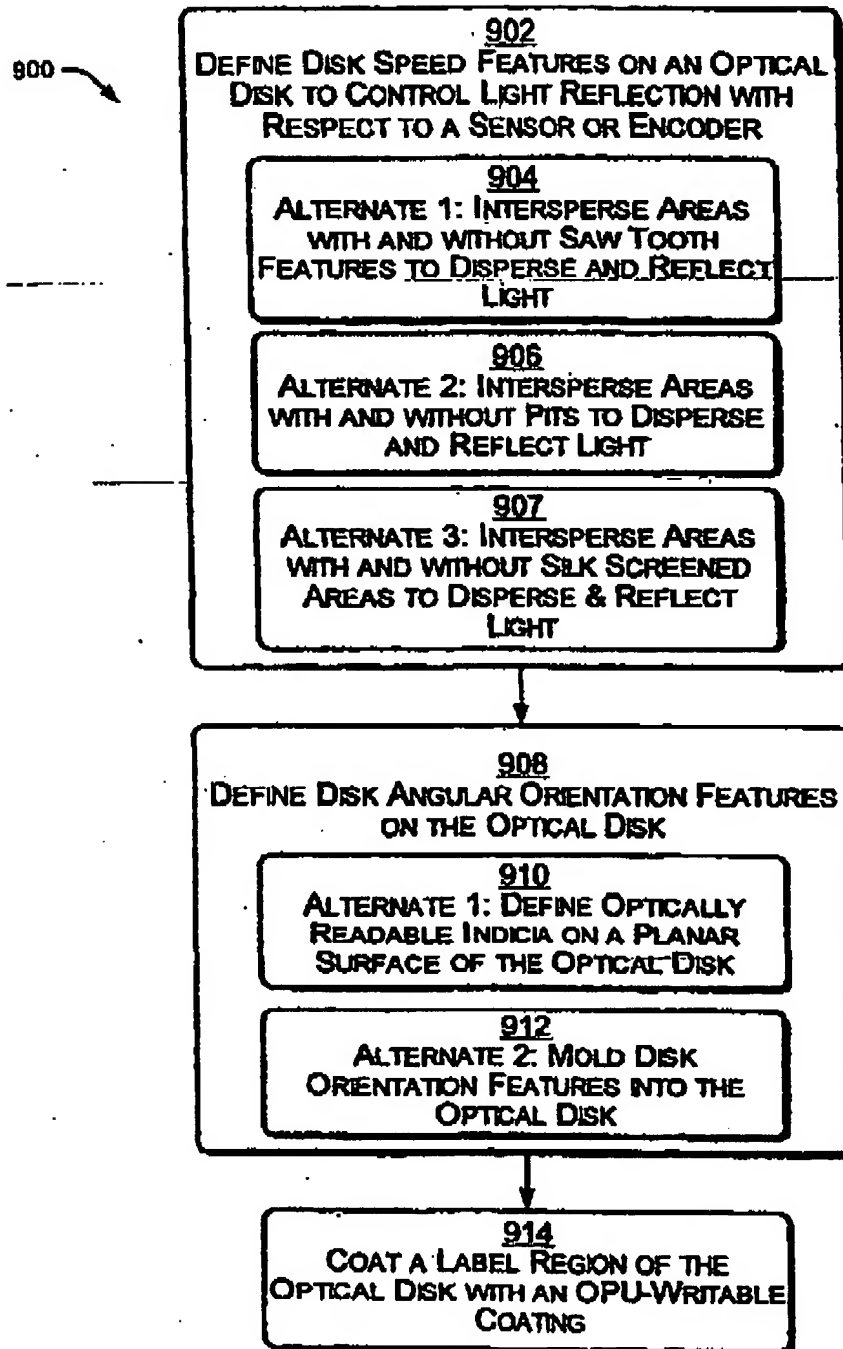 900
902
DEFINE DISK SPEED FEATURES ON AN OPTICAL
DISK TO CONTROL LIGHT REFLECTION WITH
RESPECT TO A SENSOR OR ENCODER
904
ALTERNATE 1: INTERSPERSE AREAS
WITH AND WITHOUT SAW TOOTH
FEATURES TO DISPERSE AND REFLECT
LIGHT
906
ALTERNATE 2: INTERSPERSE AREAS
WITH AND WITHOUT PITS TO DISPERSE
AND REFLECT LIGHT
907
ALTERNATE 3: INTERSPERSE AREAS
WITH AND WITHOUT SILK SCREENED
AREAS TO DISPERSE & REFLECT
LIGHT
908
DEFINE DISK ANGULAR ORIENTATION FEATURES
ON THE OPTICAL DISK
910
ALTERNATE 1: DEFINE OPTICALLY
READABLE INDICIA ON A PLANAR
SURFACE OF THE OPTICAL DISK
912
ALTERNATE 2: MOLD DISK
ORIENTATION FEATURES INTO THE
OPTICAL DISK
914
COAT A LABEL REGION OF THE
OPTICAL DISK WITH AN OPU-WRITABLE
COATING